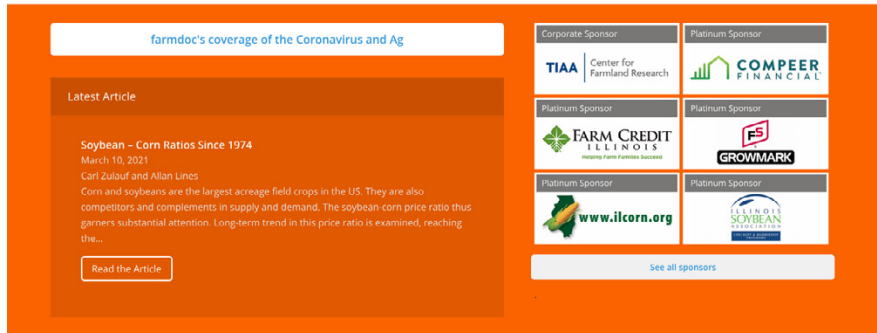 farmdoc's coverage of the Coronavirus and Ag
Latest Article
Soybean – Corn Ratios Since 1974
March 10, 2021
Carl Zulauf and Allan Lines
Corn and soybeans are the largest acreage field crops in the US. They are also
competitors and complements in supply and demand. The soybean-corn price ratio thus
garners substantial attention. Long-term trend in this price ratio is examined, reaching
the...
Read the Article
Corporate Sponsor
TIAA
Center for
Farmland Research
Platinum Sponsor
COMPEER
FINANCIAL
Platinum Sponsor
FARM CREDIT
ILLINOIS
Helping Farm Families Succeed
Platinum Sponsor
FS
GROWMARK
Platinum Sponsor
www.ilcorn.org
Platinum Sponsor
ILLINOIS
SOYBEAN
ASSOCIATION
See all sponsors